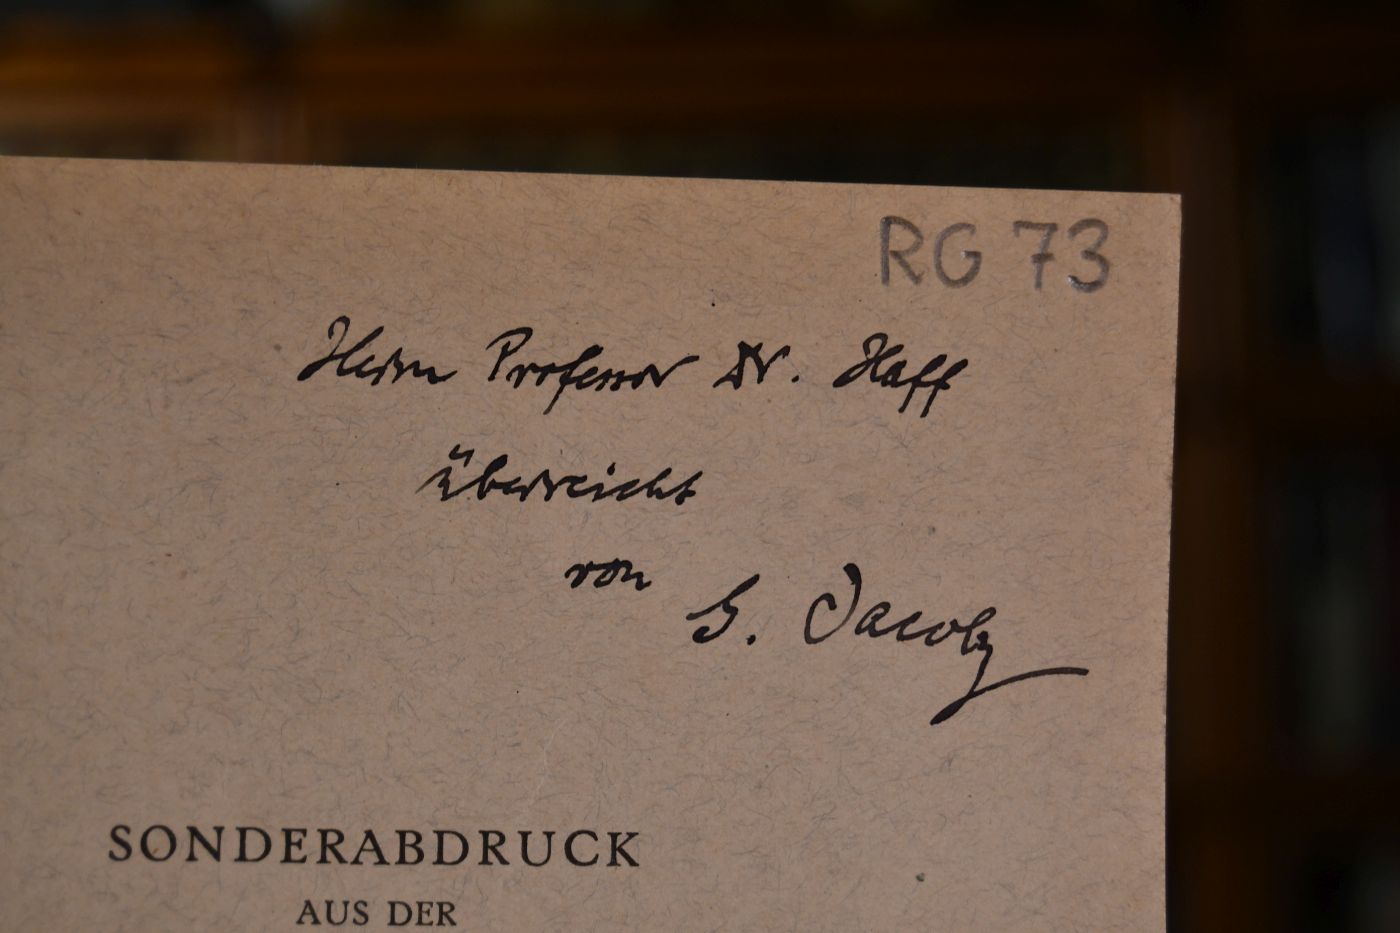 RG 73
Herrn Professor Dr. Haff
überreicht
von G. Jacoby
SONDERABDRUCK
AUS DER